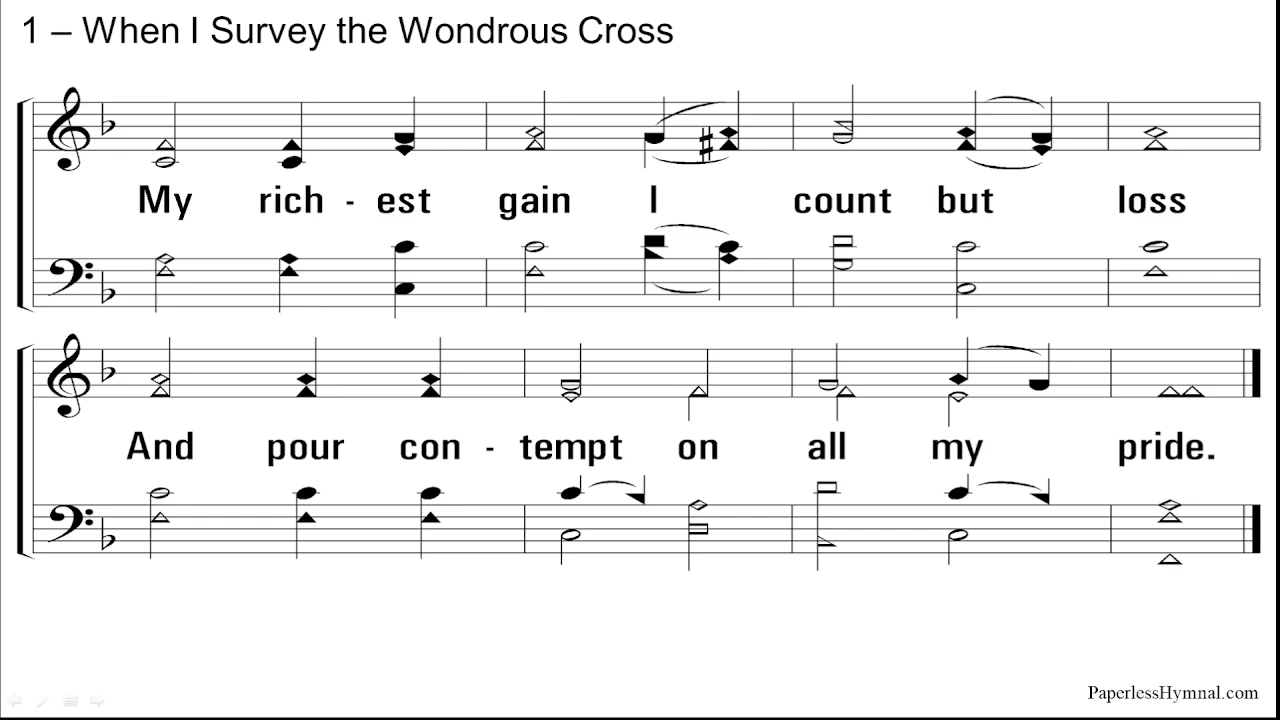 1 – When I Survey the Wondrous Cross
My rich - est gain I count but loss
And pour con - tempt on all my pride.
PaperlessHymnal.com